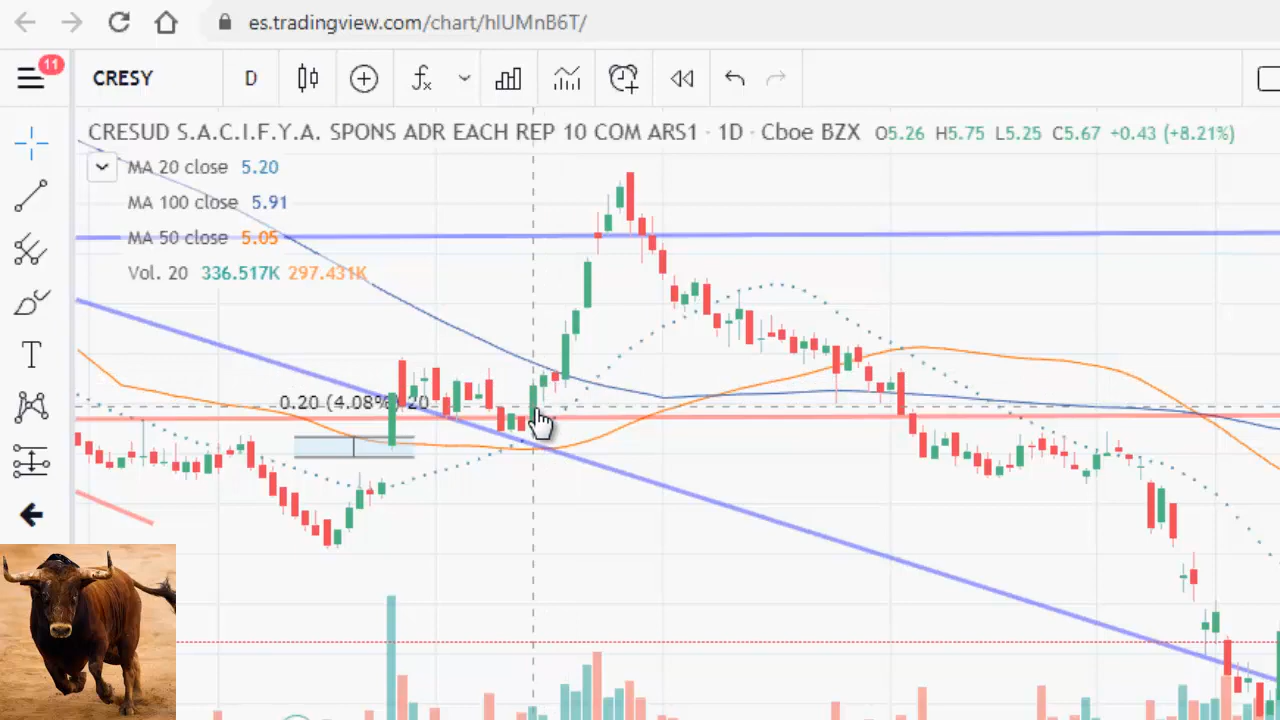 es.tradingview.com/chart/hIUMnB6T/
11
CRESY D
CRESUD S.A.C.I.F.Y.A. SPONS ADR EACH REP 10 COM ARS1 · 1D · Cboe BZX O5.26 H5.75 L5.25 C5.67 +0.43 (+8.21%)
MA 20 close 5.20
MA 100 close 5.91
MA 50 close 5.05
Vol. 20 336.517K 297.431K
0.20 (4.08%) 20